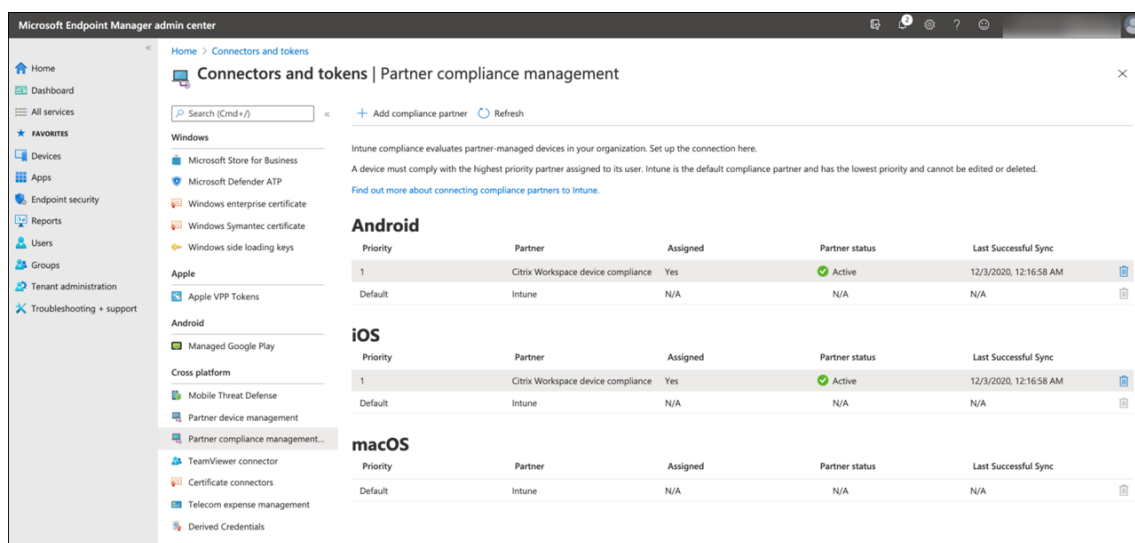 Microsoft Endpoint Manager admin center
2
?
«
Home
Dashboard
All services
FAVORITES
Devices
Apps
Endpoint security
Reports
Users
Groups
Tenant administration
Troubleshooting + support
Home > Connectors and tokens
Connectors and tokens | Partner compliance management
Search (Cmd+/)
«
Windows
Microsoft Store for Business
Microsoft Defender ATP
Windows enterprise certificate
Windows Symantec certificate
Windows side loading keys
Apple
Apple VPP Tokens
Android
Managed Google Play
Cross platform
Mobile Threat Defense
Partner device management
Partner compliance management...
TeamViewer connector
Certificate connectors
Telecom expense management
Derived Credentials
+ Add compliance partner Refresh
Intune compliance evaluates partner-managed devices in your organization. Set up the connection here.
A device must comply with the highest priority partner assigned to its user. Intune is the default compliance partner and has the lowest priority and cannot be edited or deleted.
Find out more about connecting compliance partners to Intune.
Android
Priority Partner Assigned Partner status Last Successful Sync
1 Citrix Workspace device compliance Yes Active 12/3/2020, 12:16:58 AM
Default Intune N/A N/A N/A
iOS
Priority Partner Assigned Partner status Last Successful Sync
1 Citrix Workspace device compliance Yes Active 12/3/2020, 12:16:58 AM
Default Intune N/A N/A N/A
macOS
Priority Partner Assigned Partner status Last Successful Sync
Default Intune N/A N/A N/A